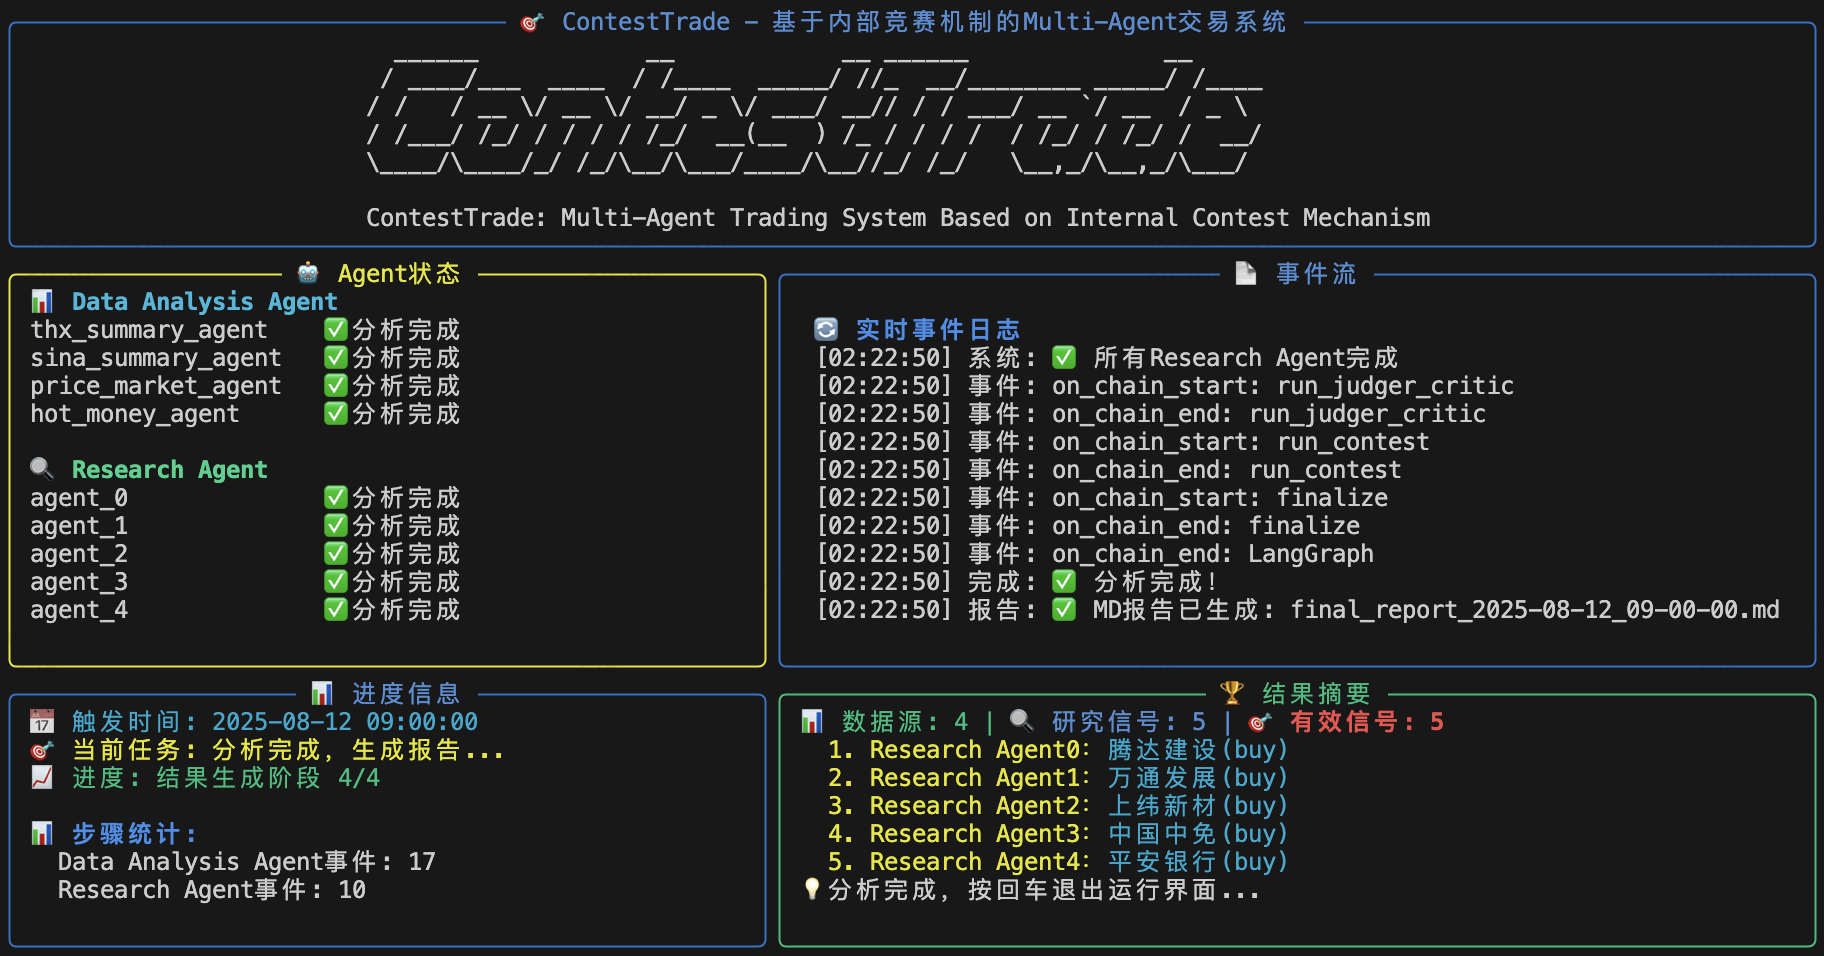 🎯 ContestTrade - 基于内部竞赛机制的Multi-Agent交易系统
ContestTrade
ContestTrade: Multi-Agent Trading System Based on Internal Contest Mechanism
🤖 Agent状态
📊 Data Analysis Agent
thx_summary_agent ✅分析完成
sina_summary_agent ✅分析完成
price_market_agent ✅分析完成
hot_money_agent ✅分析完成
🔍 Research Agent
agent_0 ✅分析完成
agent_1 ✅分析完成
agent_2 ✅分析完成
agent_3 ✅分析完成
agent_4 ✅分析完成
📄 事件流
🔄 实时事件日志
[02:22:50] 系统: ✅ 所有Research Agent完成
[02:22:50] 事件: on_chain_start: run_judger_critic
[02:22:50] 事件: on_chain_end: run_judger_critic
[02:22:50] 事件: on_chain_start: run_contest
[02:22:50] 事件: on_chain_end: run_contest
[02:22:50] 事件: on_chain_start: finalize
[02:22:50] 事件: on_chain_end: finalize
[02:22:50] 事件: on_chain_end: LangGraph
[02:22:50] 完成: ✅ 分析完成!
[02:22:50] 报告: ✅ MD报告已生成: final_report_2025-08-12_09-00-00.md
📊 进度信息
📅 触发时间: 2025-08-12 09:00:00
🎯 当前任务: 分析完成, 生成报告...
📈 进度: 结果生成阶段 4/4
📊 步骤统计:
Data Analysis Agent事件: 17
Research Agent事件: 10
🏆 结果摘要
📊 数据源: 4 | 🔍 研究信号: 5 | 🎯 有效信号: 5
1. Research Agent0: 腾达建设(buy)
2. Research Agent1: 万通发展(buy)
3. Research Agent2: 上纬新材(buy)
4. Research Agent3: 中国中免(buy)
5. Research Agent4: 平安银行(buy)
💡分析完成, 按回车退出运行界面...